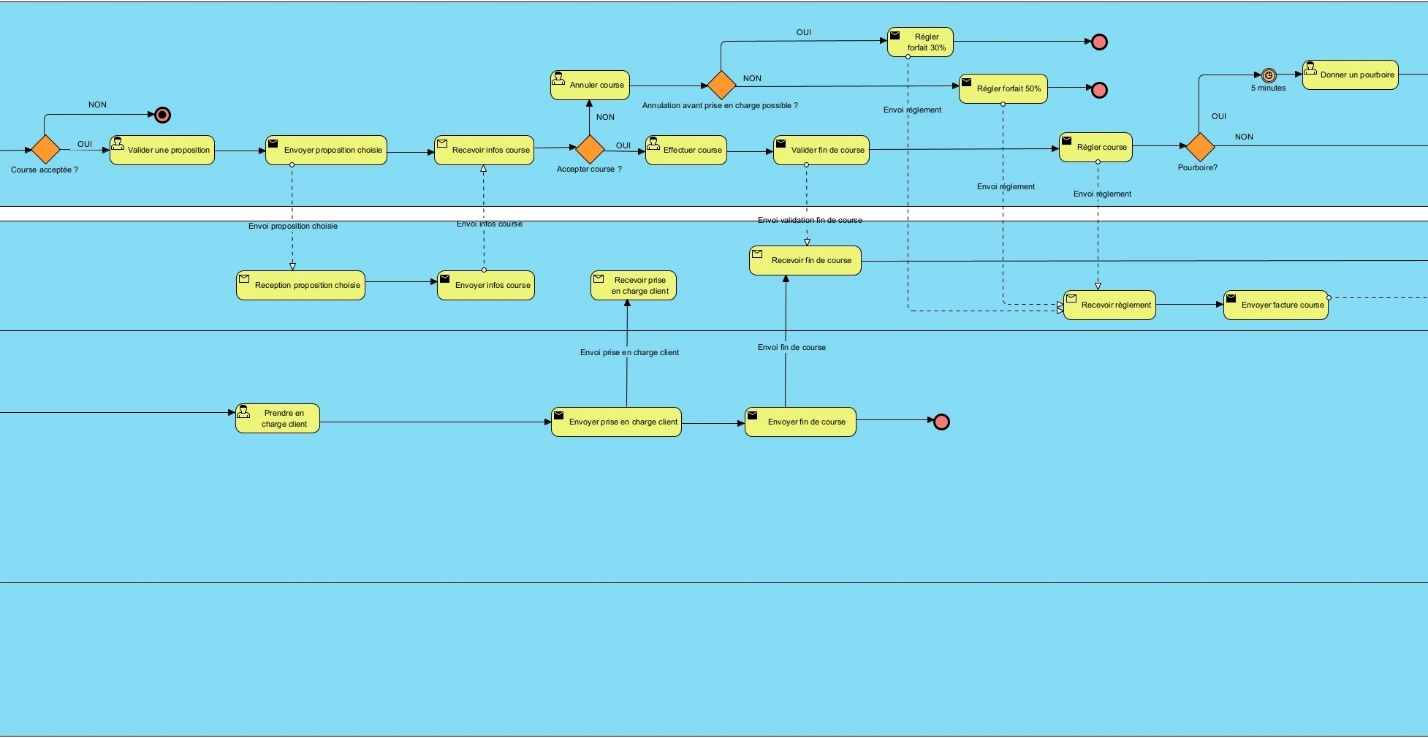 OUI
Régler
forfait 30%
Annuler course
NON
Annulation avant prise en charge possible ?
Régler forfait 50%
Envoi réglement
Donner un pourboire
5 minutes
NON
OUI
Course acceptée ?
Valider une proposition
Envoyer proposition choisie
Recevoir infos course
NON
Accepter course ?
OUI
Effectuer course
Valider fin de course
Régler course
OUI
NON
Pourboire?
Envoi règlement
Envoi règlement
Envoi proposition choisie
Envoi infos course
Envoi validation fin de course
Recevoir fin de course
Reception proposition choisie
Envoyer infos course
Recevoir prise
en charge client
Recevoir règlement
Envoyer facture course
Envoi prise en charge client
Envoi fin de course
Prendre en
charge client
Envoyer prise en charge client
Envoyer fin de course